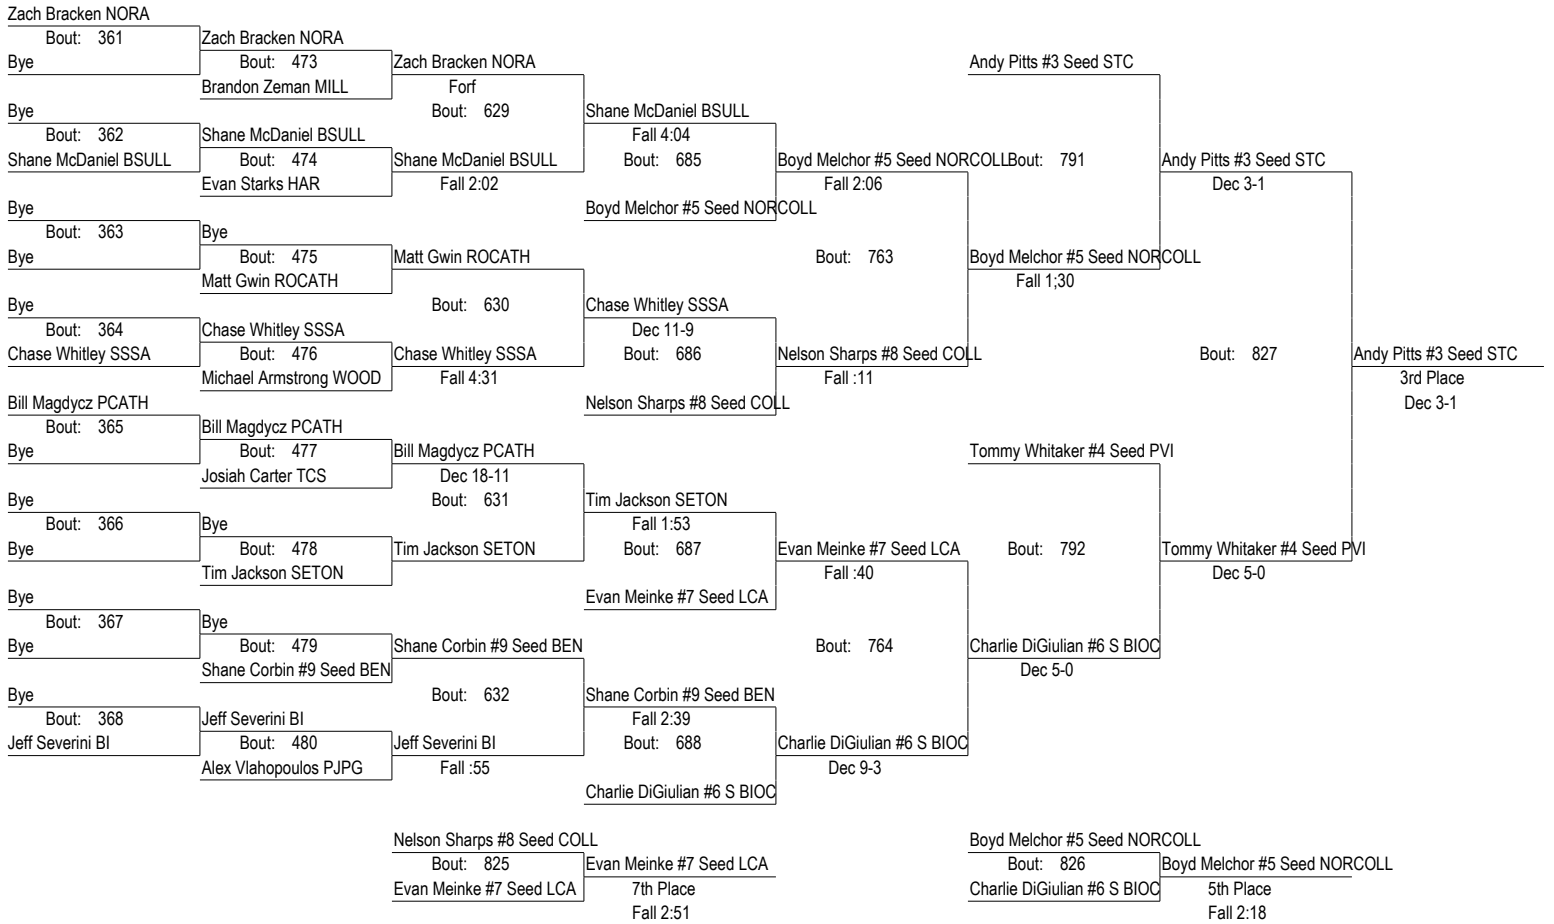 Zach Bracken NORA
Bout: 361
Zach Bracken NORA
Bye
Bout: 473
Zach Bracken NORA
Andy Pitts #3 Seed STC
Brandon Zeman MILL
Forf
Bye
Bout: 629
Shane McDaniel BSULL
Bout: 362
Shane McDaniel BSULL
Fall 4:04
Shane McDaniel BSULL
Bout: 474
Shane McDaniel BSULL
Bout: 685
Boyd Melchor #5 Seed NORCOLL
Bout: 791
Andy Pitts #3 Seed STC
Evan Starks HAR
Fall 2:02
Fall 2:06
Dec 3-1
Bye
Boyd Melchor #5 Seed NORCOLL
Bout: 363
Bye
Bye
Bout: 475
Matt Gwin ROCATH
Bout: 763
Boyd Melchor #5 Seed NORCOLL
Matt Gwin ROCATH
Fall 1;30
Bye
Bout: 630
Chase Whitley SSSA
Bout: 364
Chase Whitley SSSA
Dec 11-9
Chase Whitley SSSA
Bout: 476
Chase Whitley SSSA
Bout: 686
Nelson Sharps #8 Seed COLL
Bout: 827
Andy Pitts #3 Seed STC
Michael Armstrong WOOD
Fall 4:31
Fall :11
3rd Place
Bill Magdycz PCATH
Nelson Sharps #8 Seed COLL
Dec 3-1
Bout: 365
Bill Magdycz PCATH
Bye
Bout: 477
Bill Magdycz PCATH
Tommy Whitaker #4 Seed PVI
Josiah Carter TCS
Dec 18-11
Bye
Bout: 631
Tim Jackson SETON
Bout: 366
Bye
Fall 1:53
Bye
Bout: 478
Tim Jackson SETON
Bout: 687
Evan Meinke #7 Seed LCA
Bout: 792
Tommy Whitaker #4 Seed PVI
Tim Jackson SETON
Fall :40
Dec 5-0
Bye
Evan Meinke #7 Seed LCA
Bout: 367
Bye
Bye
Bout: 479
Shane Corbin #9 Seed BEN
Bout: 764
Charlie DiGiulian #6 S BIOC
Shane Corbin #9 Seed BEN
Dec 5-0
Bye
Bout: 632
Shane Corbin #9 Seed BEN
Bout: 368
Jeff Severini BI
Fall 2:39
Jeff Severini BI
Bout: 480
Jeff Severini BI
Bout: 688
Charlie DiGiulian #6 S BIOC
Alex Vlahopoulos PJPG
Fall :55
Dec 9-3
Charlie DiGiulian #6 S BIOC
Nelson Sharps #8 Seed COLL
Boyd Melchor #5 Seed NORCOLL
Bout: 825
Evan Meinke #7 Seed LCA
Bout: 826
Boyd Melchor #5 Seed NORCOLL
Evan Meinke #7 Seed LCA
7th Place
Charlie DiGiulian #6 S BIOC
5th Place
Fall 2:51
Fall 2:18